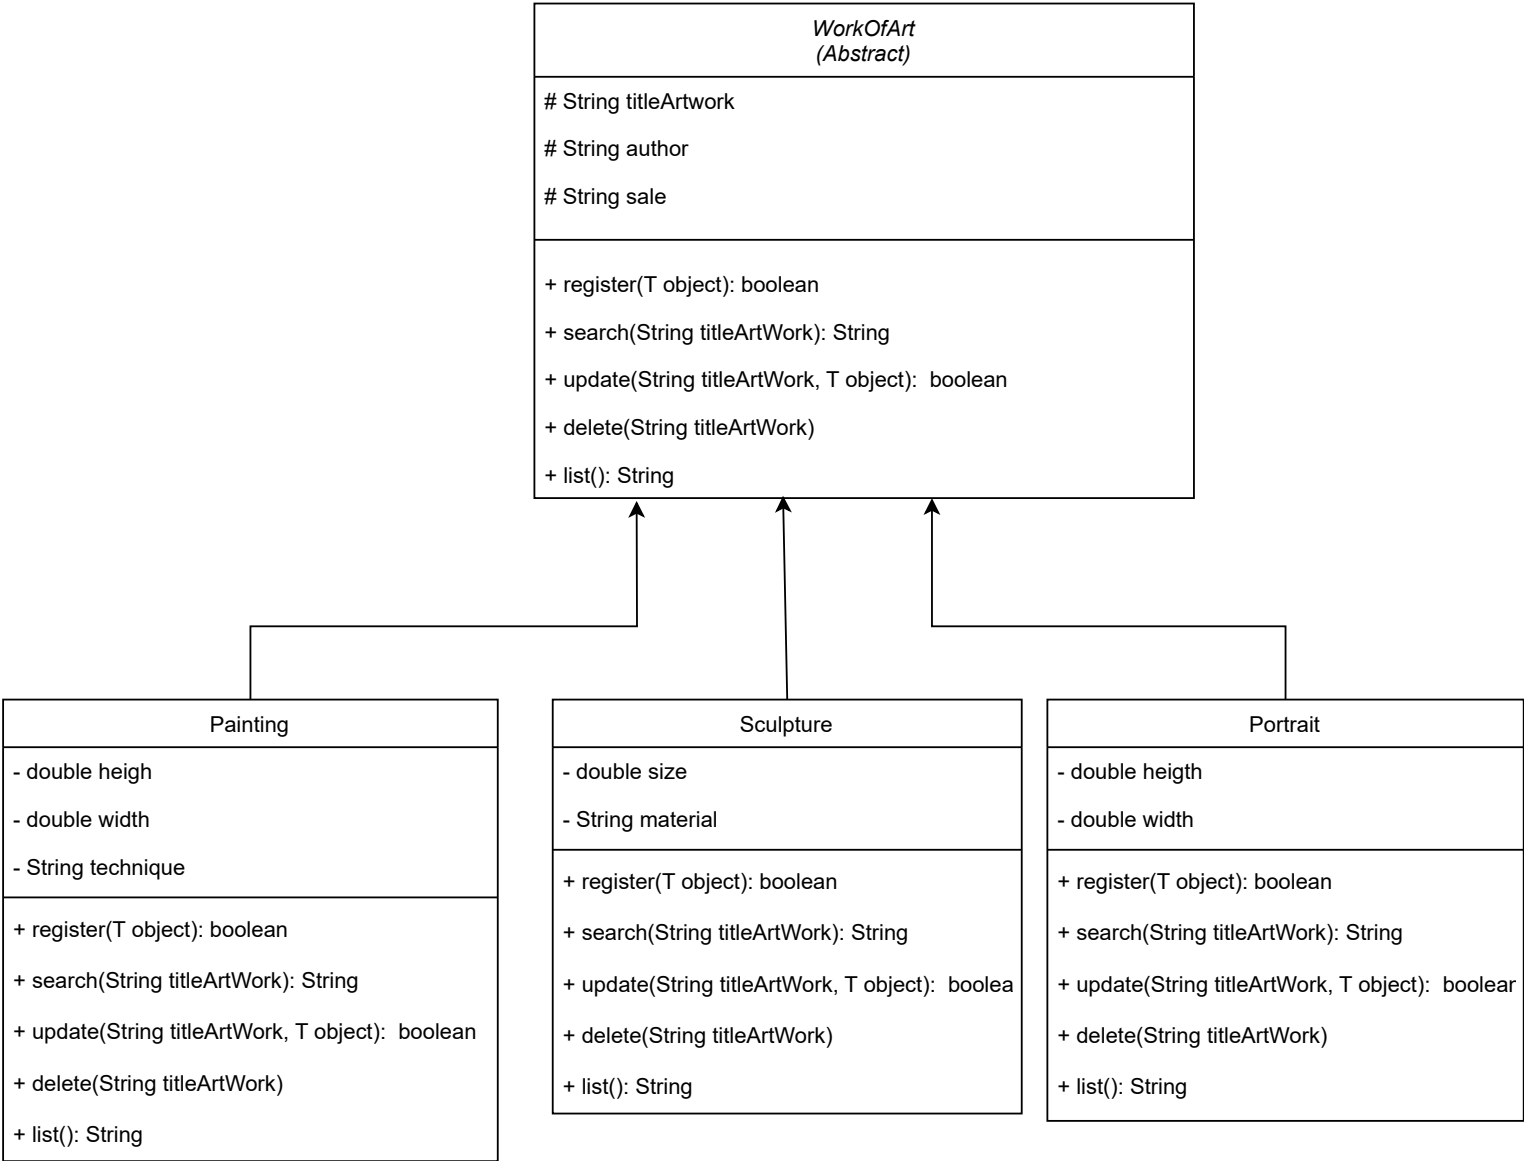 WorkOfArt
(Abstract)
# String titleArtwork
# String author
# String sale
+ register(T object): boolean
+ search(String titleArtWork): String
+ update(String titleArtWork, T object):  boolean
+ delete(String titleArtWork)
+ list(): String
Painting
- double heigh
- double width
- String technique
+ register(T object): boolean
+ search(String titleArtWork): String
+ update(String titleArtWork, T object):  boolean
+ delete(String titleArtWork)
+ list(): String
Sculpture
- double size
- String material
+ register(T object): boolean
+ search(String titleArtWork): String
+ update(String titleArtWork, T object):  boolea
+ delete(String titleArtWork)
+ list(): String
Portrait
- double heigth
- double width
+ register(T object): boolean
+ search(String titleArtWork): String
+ update(String titleArtWork, T object):  boolear
+ delete(String titleArtWork)
+ list(): String